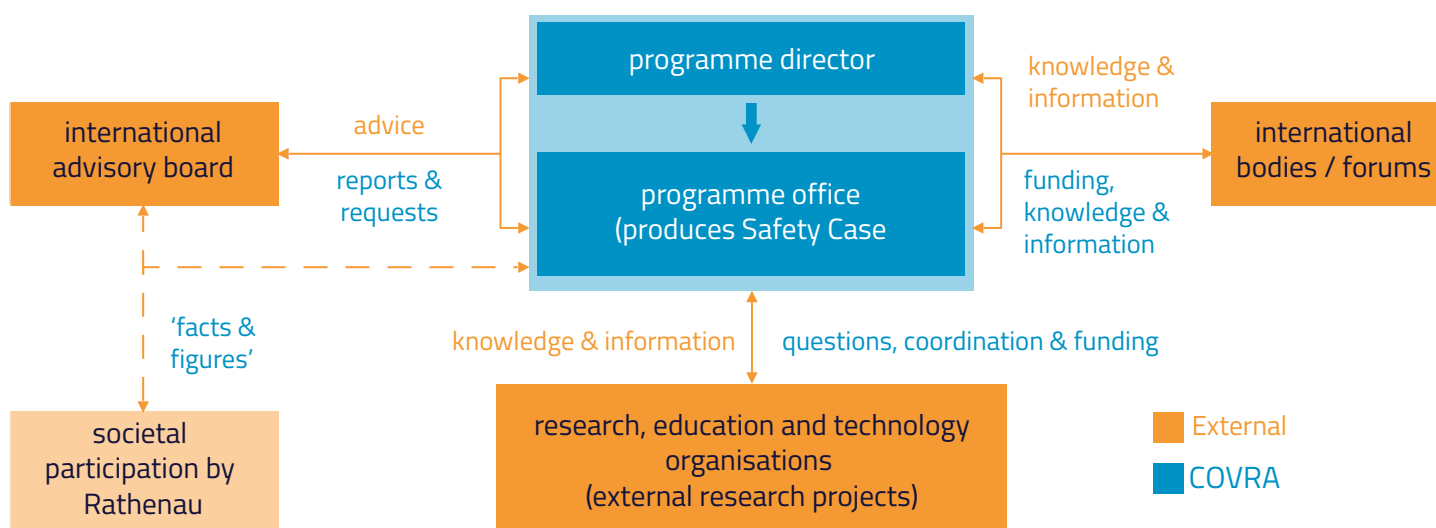 programme director
knowledge &
information
international
advisory board
advice
international
bodies / forums
reports &
requests
programme office
(produces Safety Case
funding,
knowledge &
information
‘facts &
figures’
knowledge & information
questions, coordination & funding
societal
participation by
Rathenau
research, education and technology
organisations
(external research projects)
External
COVRA